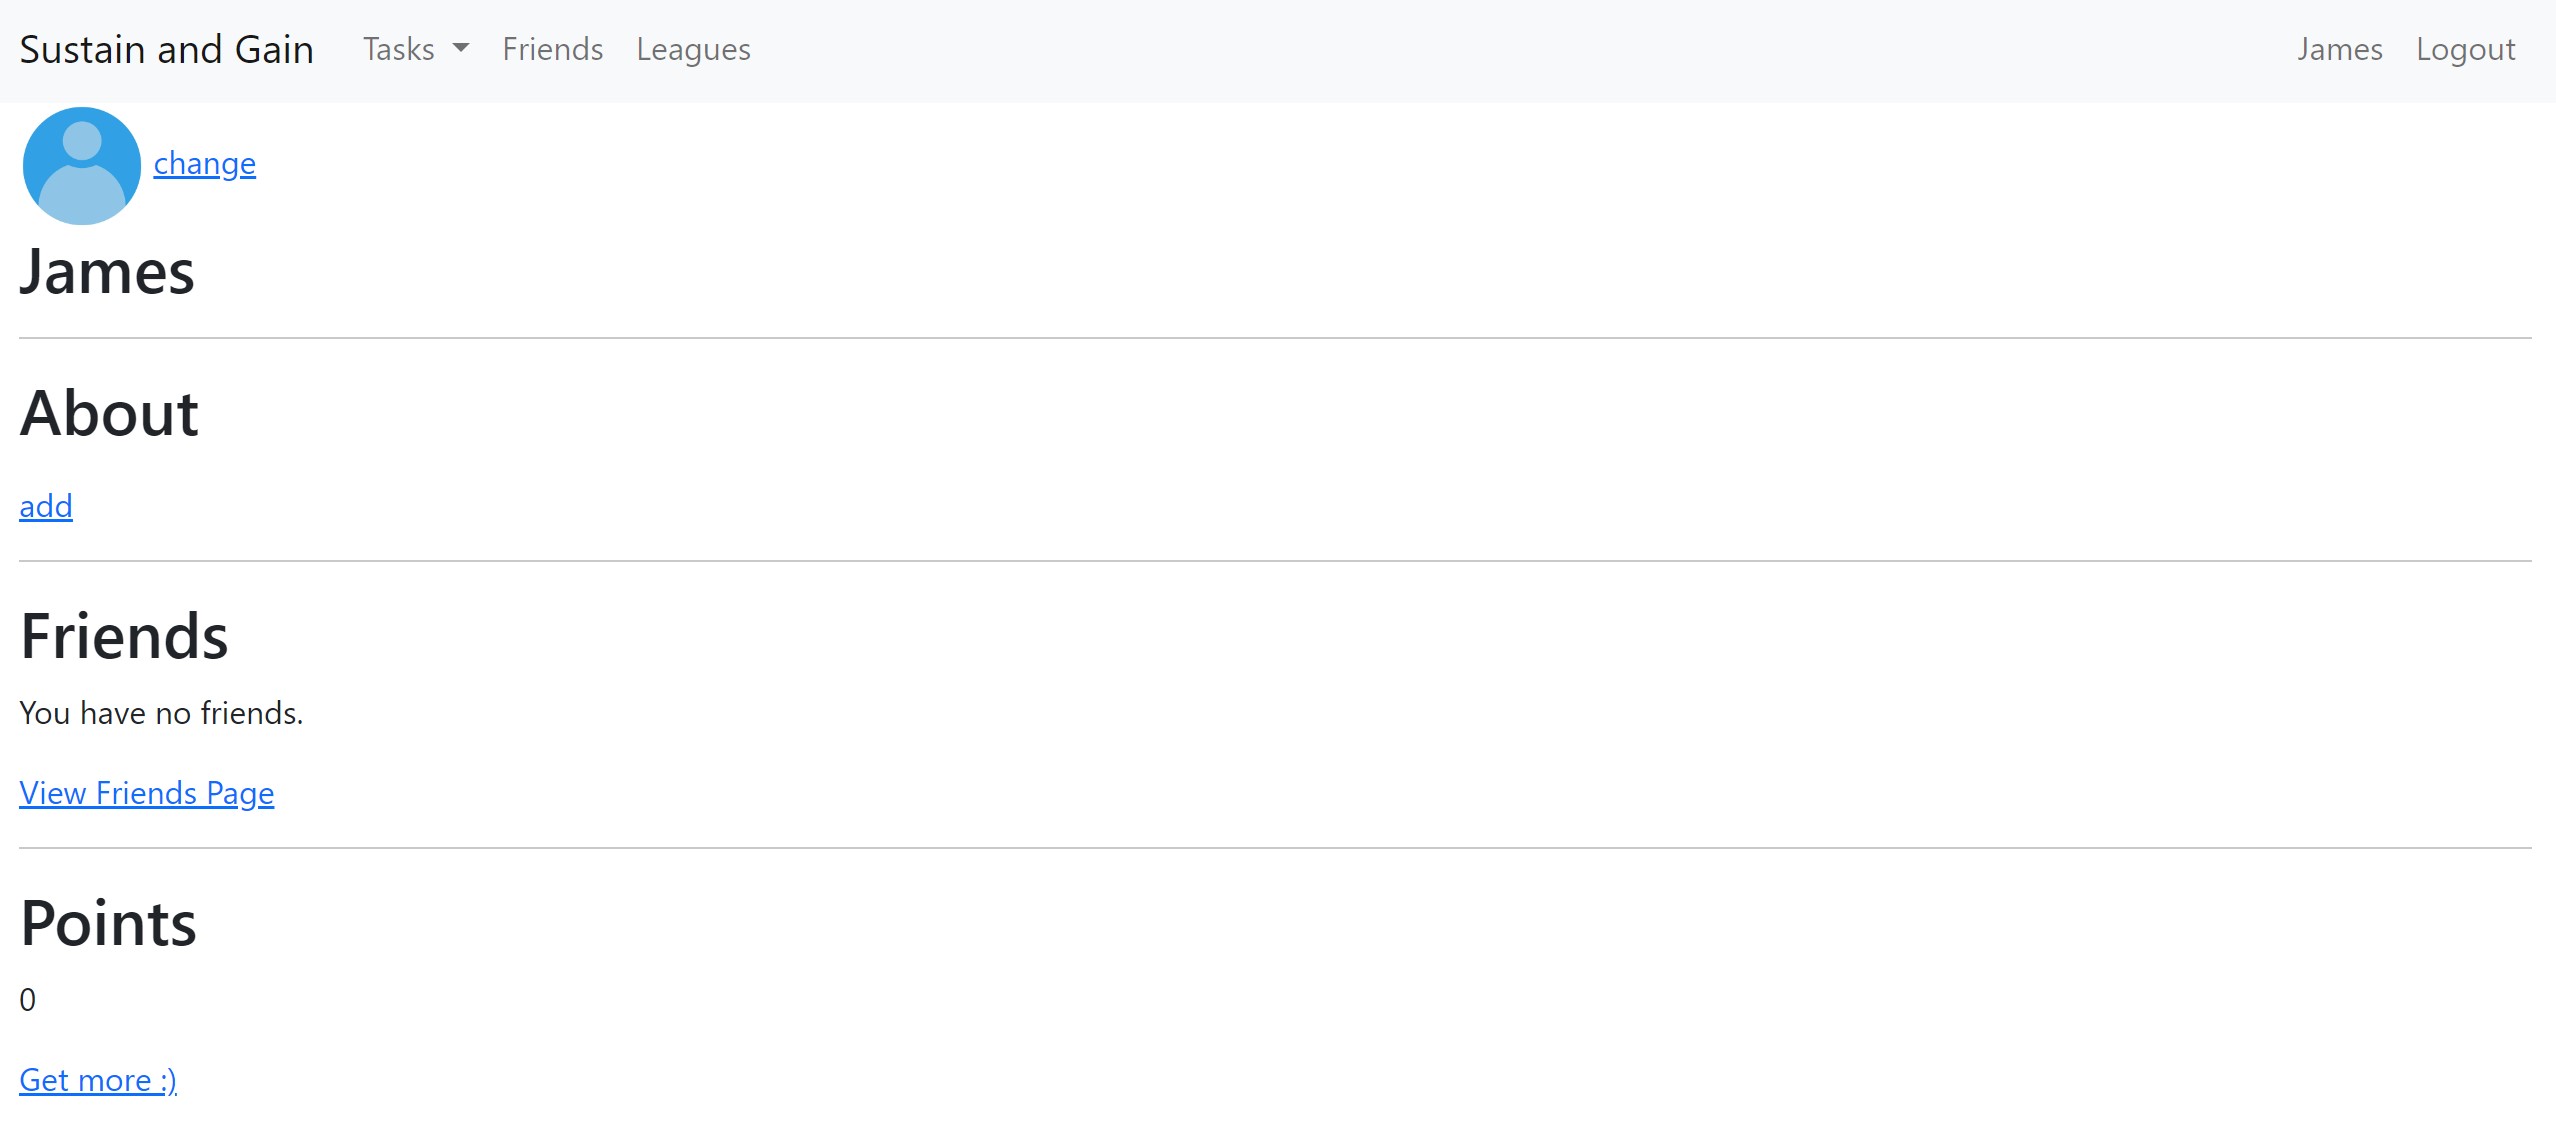 Sustain and Gain Tasks Friends Leagues James Logout
change
James
About
add
Friends
You have no friends.
View Friends Page
Points
0
Get more :)